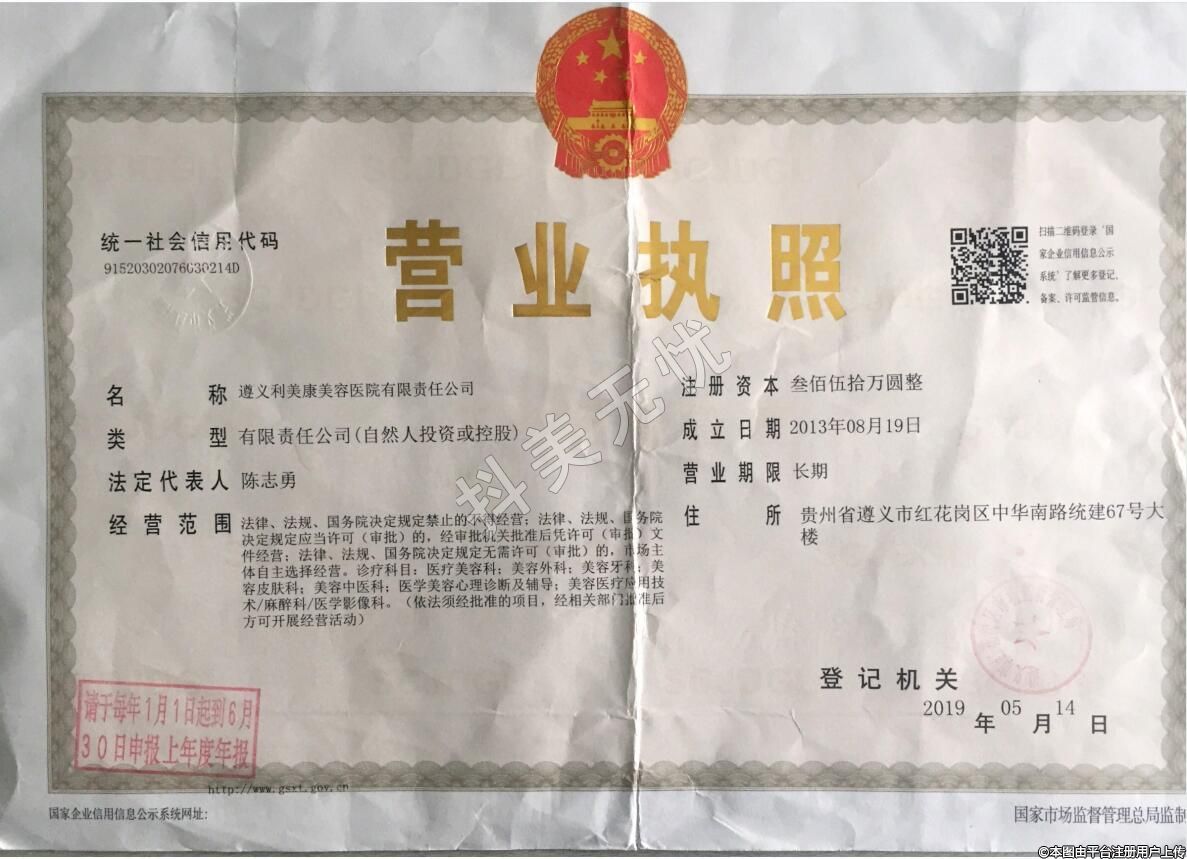 统一社会信用代码
91520302076630214D
营业执照
扫描二维码登录‘国
家企业信用信息公示
系统’了解更多登记、
备案、许可监管信息。
名称 遵义利美康美容医院有限责任公司
类型 有限责任公司(自然人投资或控股)
法定代表人 陈志勇
经营范围 法律、法规、国务院决定规定禁止的不得经营；法律、法规、国务院
决定规定应当许可（审批）的，经审批机关批准后凭许可（审批）文
件经营；法律、法规、国务院决定规定无需许可（审批）的，市场主
体自主选择经营。诊疗科目：医疗美容科；美容外科；美容牙科；美
容皮肤科；美容中医科；医学美容心理诊断及辅导；美容医疗应用技
术/麻醉科/医学影像科。（依法须经批准的项目，经相关部门批准后
方可开展经营活动）
注册资本 叁佰伍拾万圆整
成立日期 2013年08月19日
营业期限 长期
住所 贵州省遵义市红花岗区中华南路统建67号大
楼
抖美无忧
登记机关
2019年05月14日
请于每年1月1日起到6月
30日申报上年度年报
http://www.gsxt.gov.cn
国家企业信用信息公示系统网址:
国家市场监督管理总局监制
©本图由平台注册用户上传